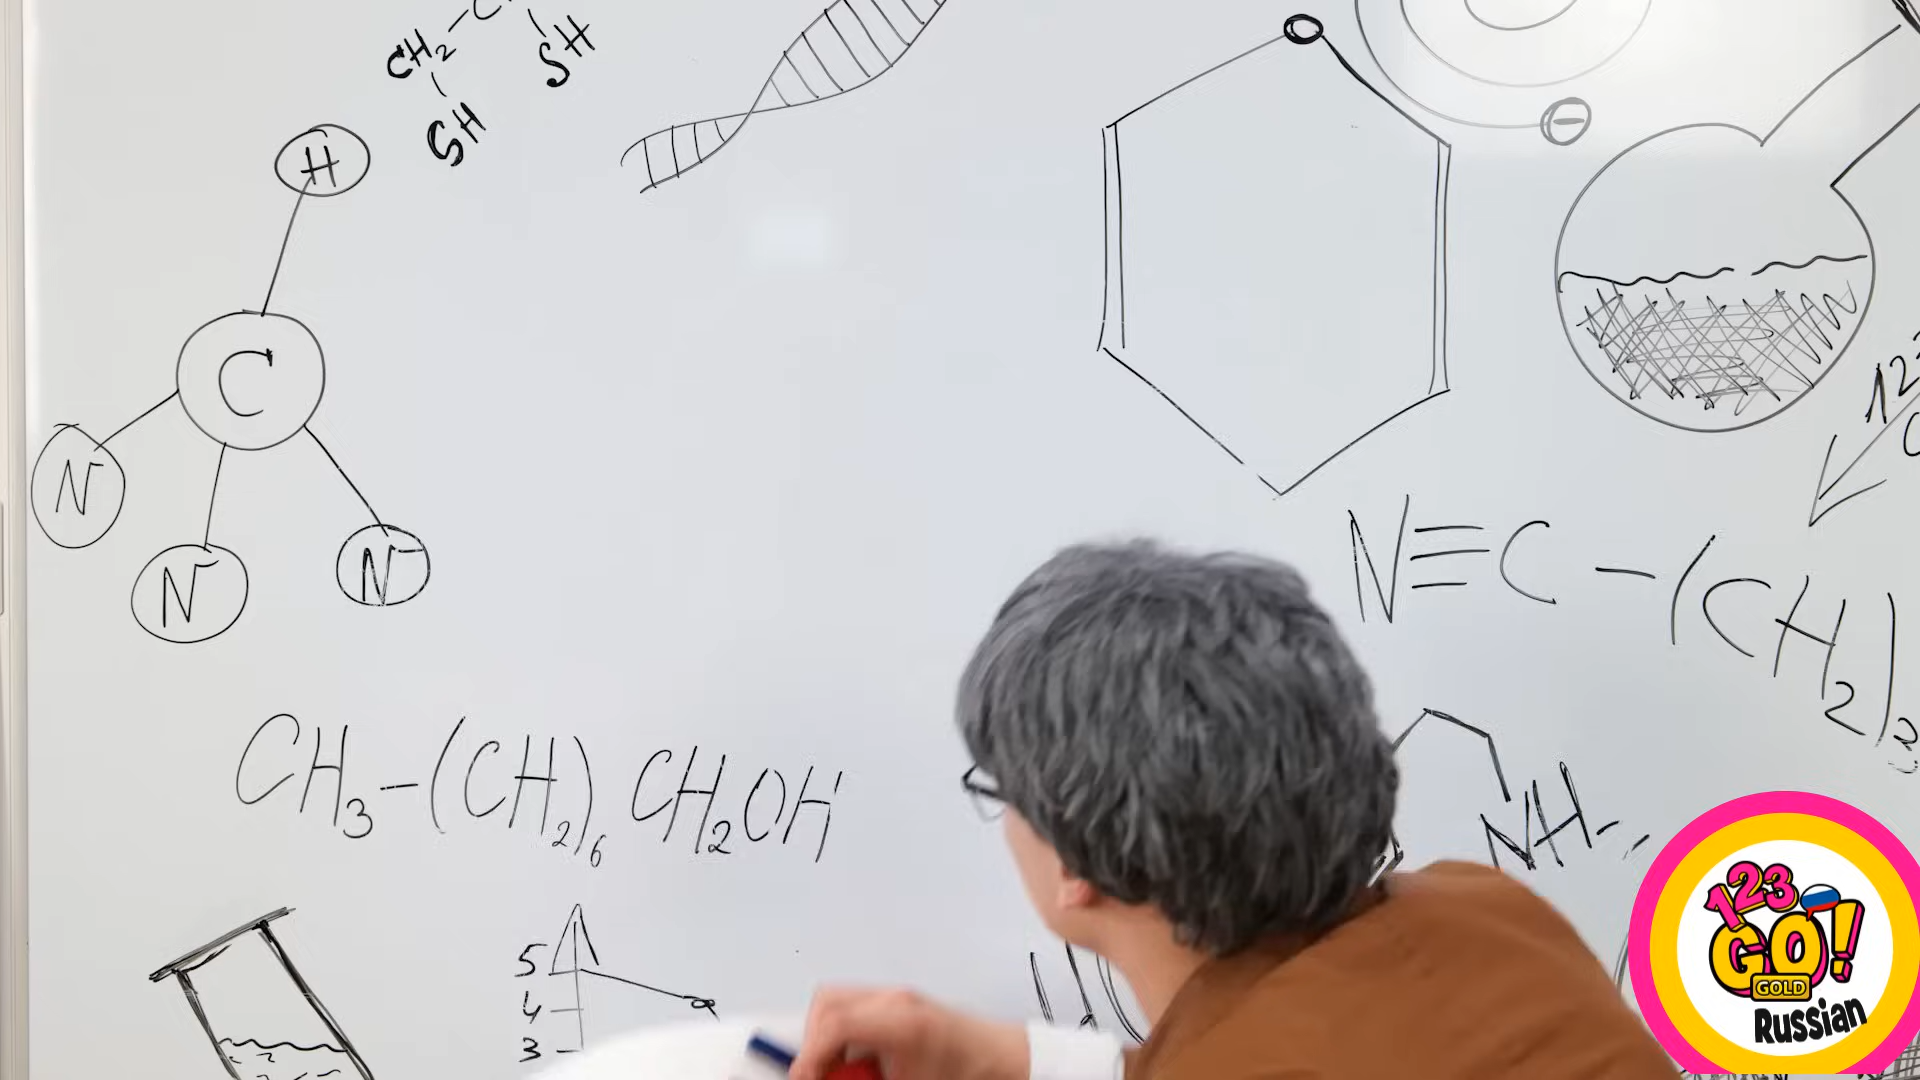 CH₂
SH
SH
H
C
N
N
N
N≡C-(CH₂)₃
CH₃-(CH₂)₆ CH₂OH
NH
5
4
3
123 GO!
GOLD
Russian